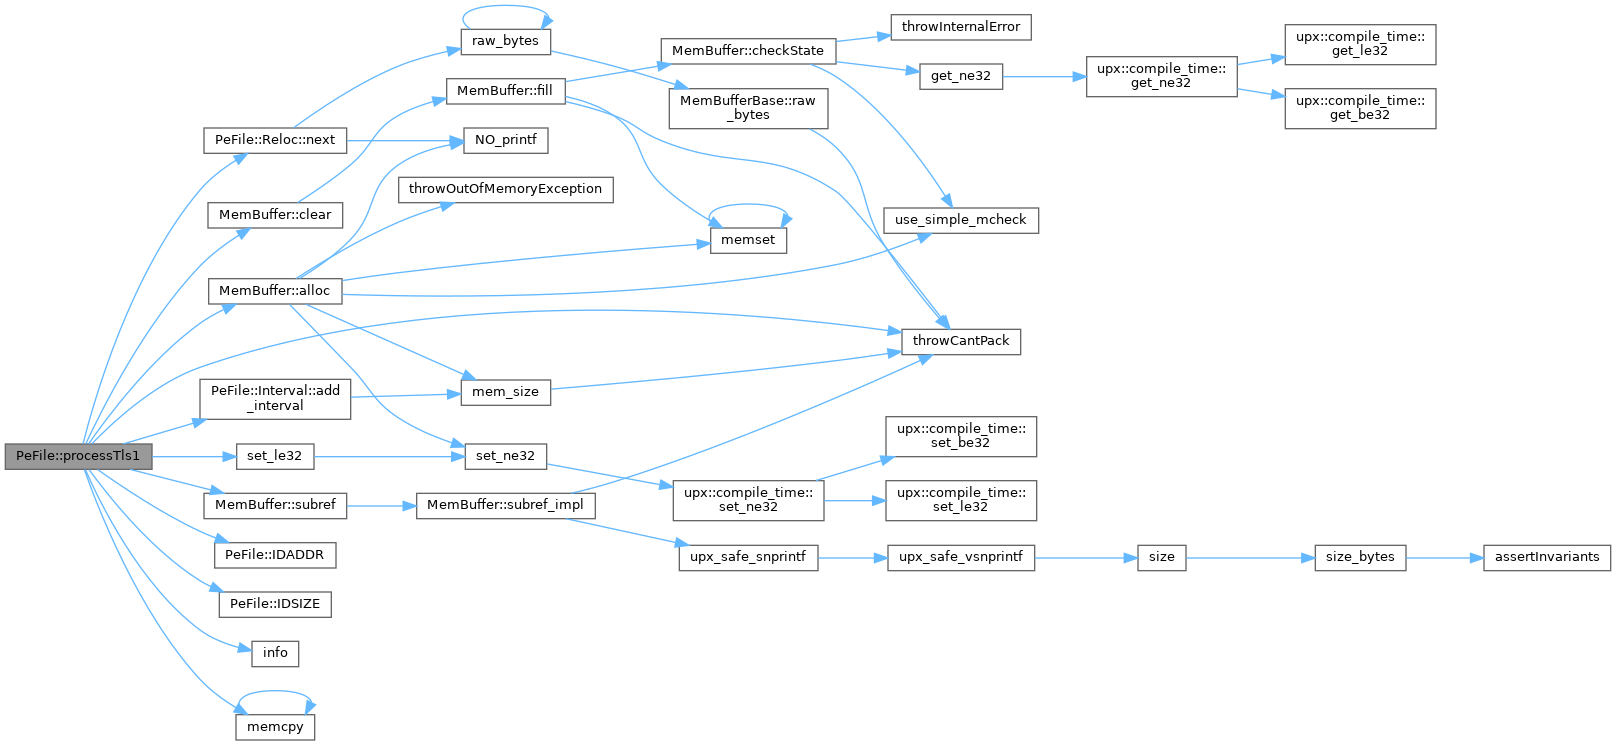 PeFile::processTls1
PeFile::Reloc::next
MemBuffer::clear
MemBuffer::alloc
PeFile::Interval::add
_interval
set_le32
MemBuffer::subref
PeFile::IDADDR
PeFile::IDSIZE
info
memcpy
raw_bytes
MemBuffer::fill
NO_printf
throwOutOfMemoryException
mem_size
set_ne32
MemBuffer::subref_impl
MemBuffer::checkState
MemBufferBase::raw
_bytes
memset
upx::compile_time::
set_ne32
upx_safe_snprintf
throwInternalError
get_ne32
use_simple_mcheck
throwCantPack
upx::compile_time::
set_be32
upx::compile_time::
set_le32
upx_safe_vsnprintf
upx::compile_time::
get_ne32
size
upx::compile_time::
get_le32
upx::compile_time::
get_be32
size_bytes
assertInvariants